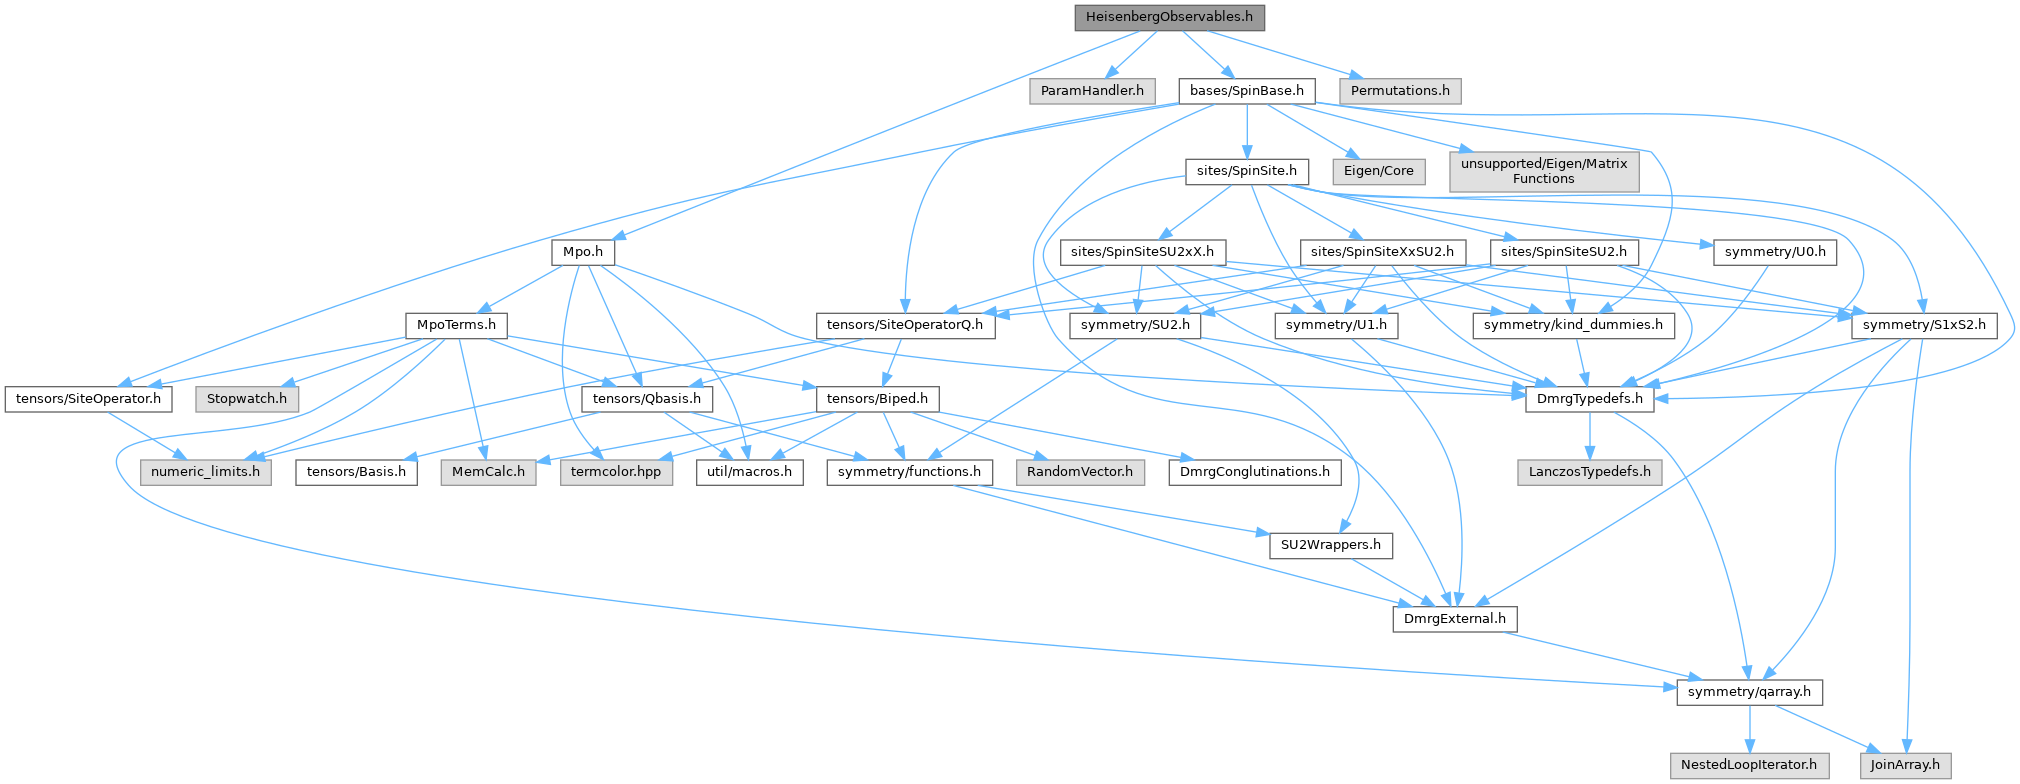 HeisenbergObservables.h
ParamHandler.h
bases/SpinBase.h
Permutations.h
sites/SpinSite.h
Eigen/Core
unsupported/Eigen/Matrix
Functions
Mpo.h
sites/SpinSiteSU2xX.h
sites/SpinSiteXxSU2.h
sites/SpinSiteSU2.h
symmetry/U0.h
MpoTerms.h
tensors/SiteOperatorQ.h
symmetry/SU2.h
symmetry/U1.h
symmetry/kind_dummies.h
symmetry/S1xS2.h
tensors/SiteOperator.h
Stopwatch.h
tensors/Qbasis.h
tensors/Biped.h
DmrgTypedefs.h
numeric_limits.h
tensors/Basis.h
MemCalc.h
termcolor.hpp
util/macros.h
symmetry/functions.h
RandomVector.h
DmrgConglutinations.h
LanczosTypedefs.h
SU2Wrappers.h
DmrgExternal.h
symmetry/qarray.h
NestedLoopIterator.h
JoinArray.h